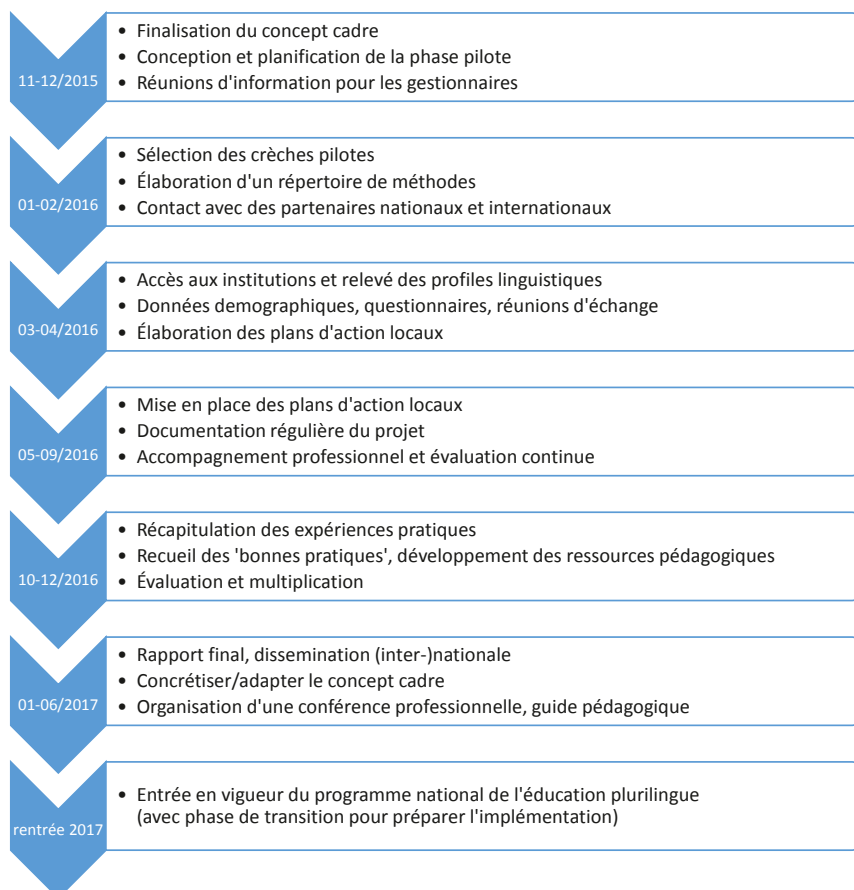 11-12/2015
• Finalisation du concept cadre
• Conception et planification de la phase pilote
• Réunions d'information pour les gestionnaires
01-02/2016
• Sélection des crèches pilotes
• Élaboration d'un répertoire de méthodes
• Contact avec des partenaires nationaux et internationaux
03-04/2016
• Accès aux institutions et relevé des profiles linguistiques
• Données demographiques, questionnaires, réunions d'échange
• Élaboration des plans d'action locaux
05-09/2016
• Mise en place des plans d'action locaux
• Documentation régulière du projet
• Accompagnement professionnel et évaluation continue
10-12/2016
• Récapitulation des expériences pratiques
• Recueil des 'bonnes pratiques', développement des ressources pédagogiques
• Évaluation et multiplication
01-06/2017
• Rapport final, dissemination (inter-)nationale
• Concrétiser/adapter le concept cadre
• Organisation d'une conférence professionnelle, guide pédagogique
rentrée 2017
• Entrée en vigueur du programme national de l'éducation plurilingue
(avec phase de transition pour préparer l'implémentation)